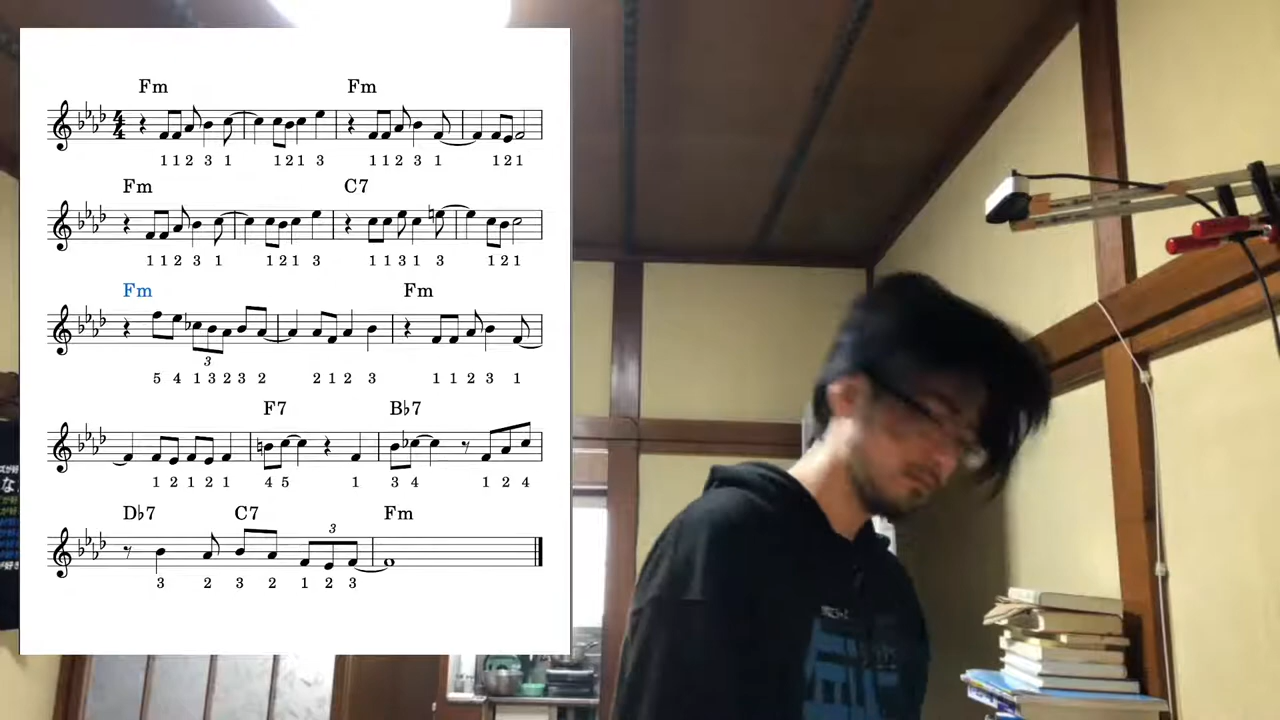 Fm Fm
4
4
1 1 2 3 1 1 2 1 3 1 1 2 3 1 1 2 1
Fm C7
1 1 2 3 1 1 2 1 3 1 1 3 1 3 1 2 1
Fm Fm
3
5 4 1 3 2 3 2 2 1 2 3 1 1 2 3 1
F7 B♭7
1 2 1 2 1 4 5 1 3 4 1 2 4
D♭7 C7 Fm
3
3 2 3 2 1 2 3